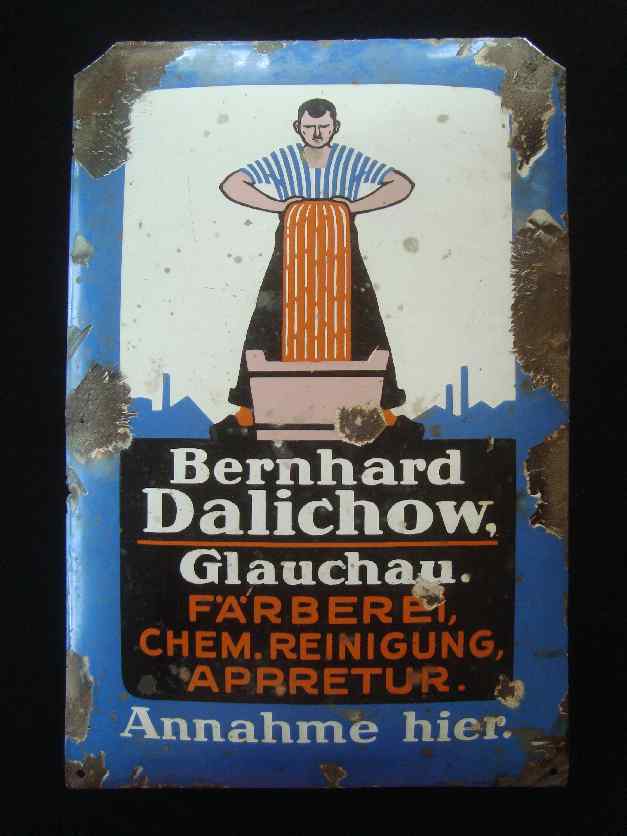 Bernhard
Dalichow,
Glauchau.
FÄRBEREI,
CHEM. REINIGUNG,
APPRETUR.
Annahme hier.